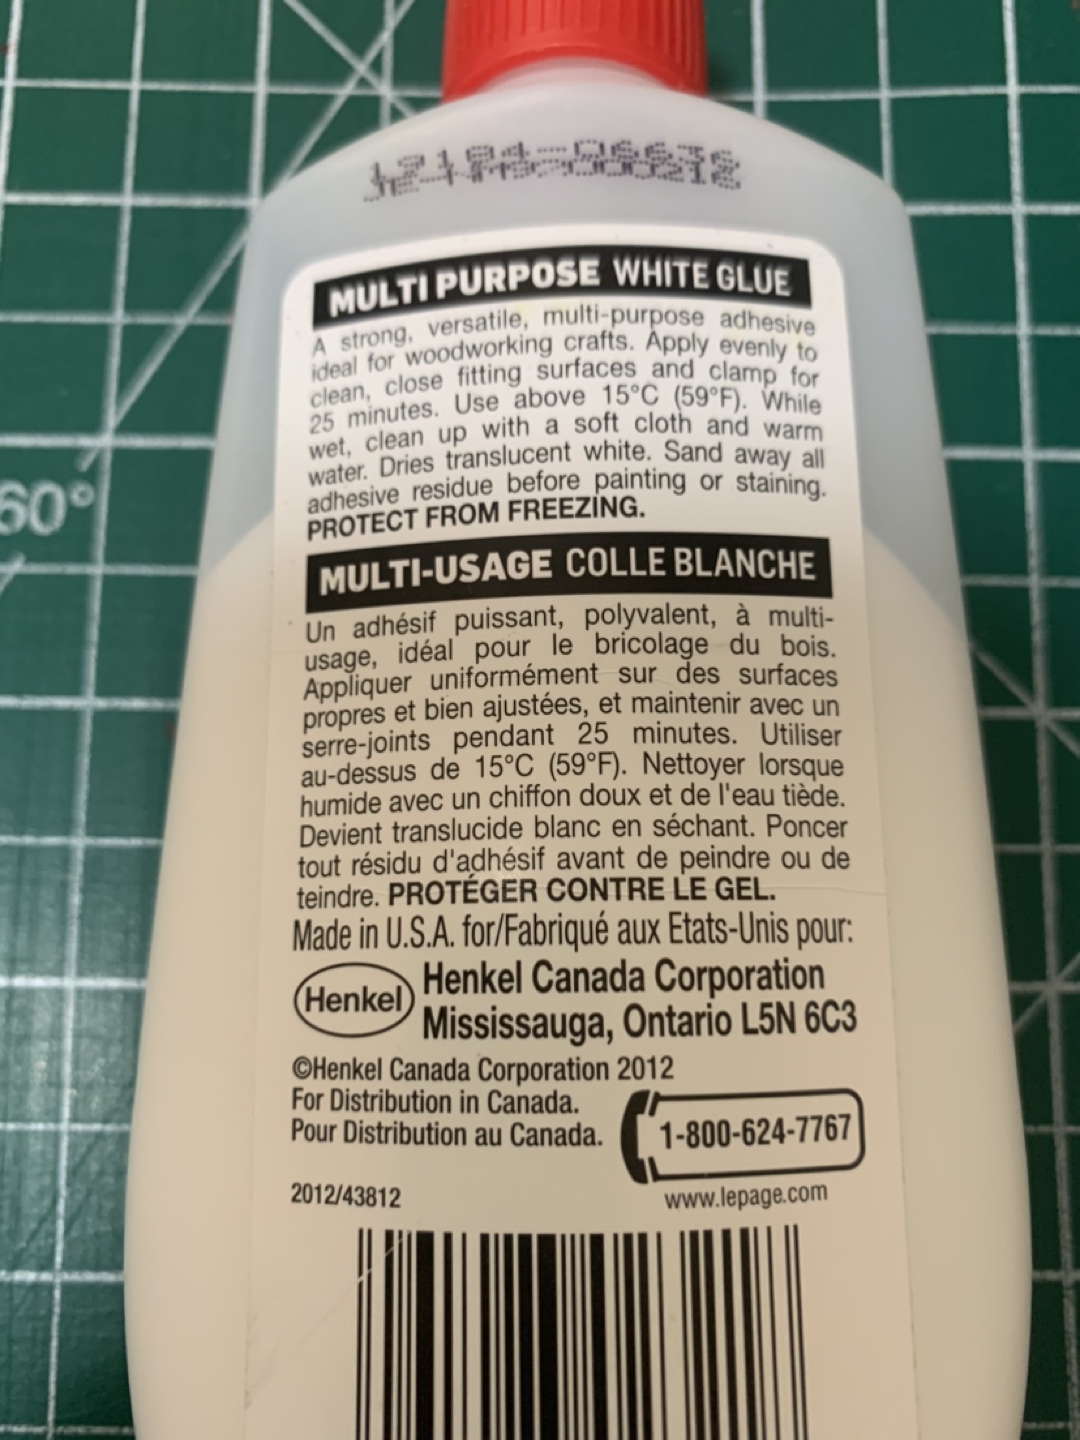 MULTI PURPOSE WHITE GLUE
A strong, versatile, multi-purpose adhesive
ideal for woodworking crafts. Apply evenly to
clean, close fitting surfaces and clamp for
25 minutes. Use above 15°C (59°F). While
wet, clean up with a soft cloth and warm
water. Dries translucent white. Sand away all
adhesive residue before painting or staining.
PROTECT FROM FREEZING.
MULTI-USAGE COLLE BLANCHE
Un adhésif puissant, polyvalent, à multi-
usage, idéal pour le bricolage du bois.
Appliquer uniformément sur des surfaces
propres et bien ajustées, et maintenir avec un
serre-joints pendant 25 minutes. Utiliser
au-dessus de 15°C (59°F). Nettoyer lorsque
humide avec un chiffon doux et de l'eau tiède.
Devient translucide blanc en séchant. Poncer
tout résidu d'adhésif avant de peindre ou de
teindre. PROTÉGER CONTRE LE GEL.
Made in U.S.A. for/Fabriqué aux Etats-Unis pour:
Henkel
Henkel Canada Corporation
Mississauga, Ontario L5N 6C3
©Henkel Canada Corporation 2012
For Distribution in Canada.
Pour Distribution au Canada.
1-800-624-7767
2012/43812
www.lepage.com
60°